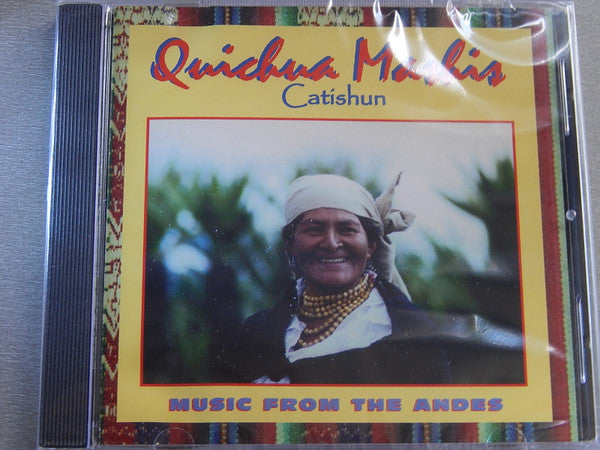 Quichua Mashis
Catishun
MUSIC FROM THE ANDES